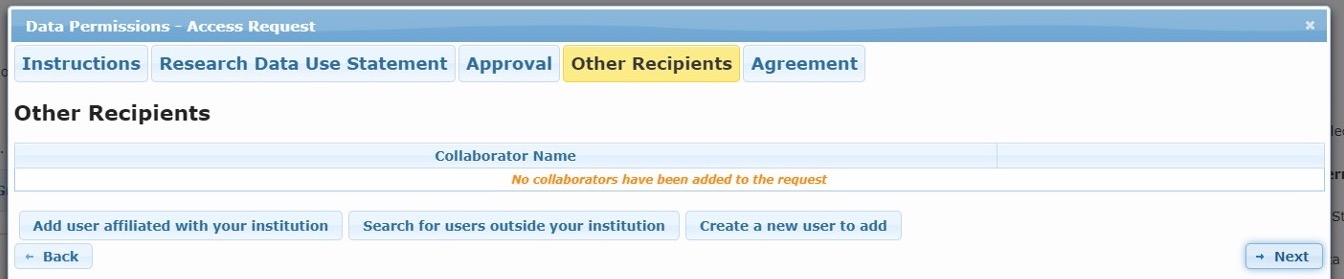 Data Permissions - Access Request
Instructions Research Data Use Statement Approval Other Recipients Agreement
Other Recipients
Collaborator Name
No collaborators have been added to the request
Add user affiliated with your institution Search for users outside your institution Create a new user to add
Back Next